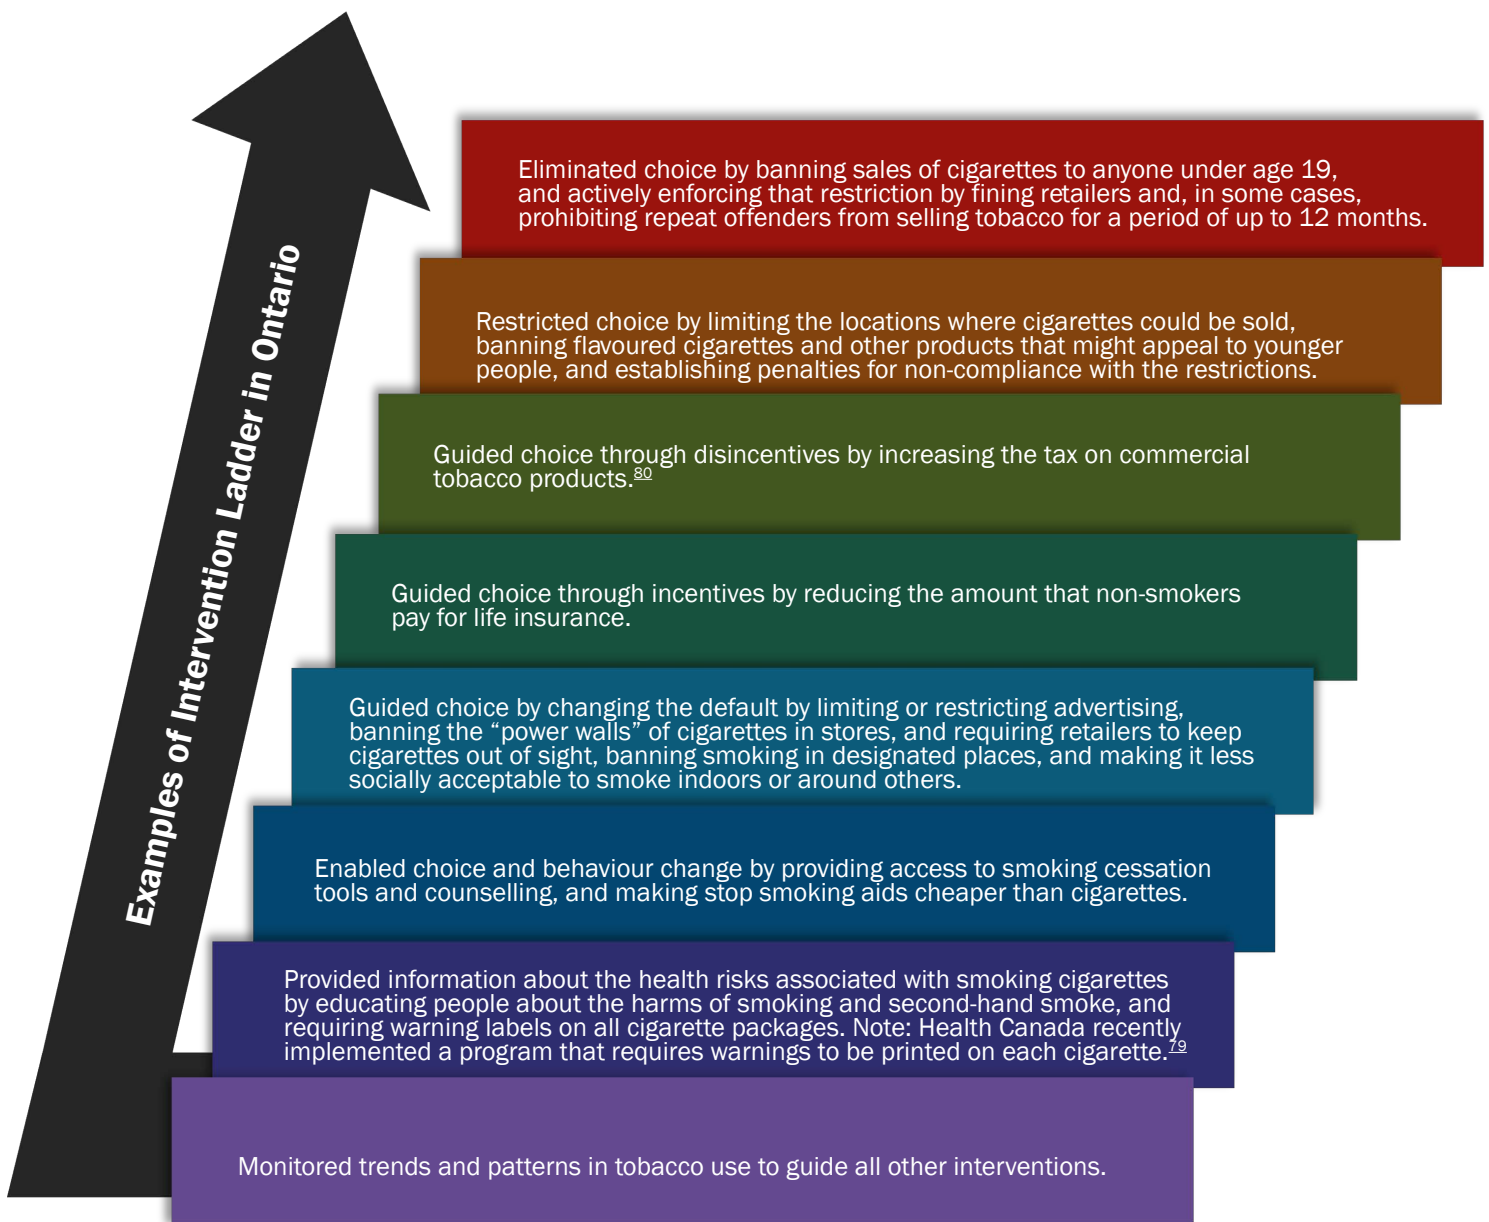 Examples of Intervention Ladder in Ontario
Eliminated choice by banning sales of cigarettes to anyone under age 19,
and actively enforcing that restriction by fining retailers and, in some cases,
prohibiting repeat offenders from selling tobacco for a period of up to 12 months.
Restricted choice by limiting the locations where cigarettes could be sold,
banning flavoured cigarettes and other products that might appeal to younger
people, and establishing penalties for non-compliance with the restrictions.
Guided choice through disincentives by increasing the tax on commercial
tobacco products.80
Guided choice through incentives by reducing the amount that non-smokers
pay for life insurance.
Guided choice by changing the default by limiting or restricting advertising,
banning the “power walls” of cigarettes in stores, and requiring retailers to keep
cigarettes out of sight, banning smoking in designated places, and making it less
socially acceptable to smoke indoors or around others.
Enabled choice and behaviour change by providing access to smoking cessation
tools and counselling, and making stop smoking aids cheaper than cigarettes.
Provided information about the health risks associated with smoking cigarettes
by educating people about the harms of smoking and second-hand smoke, and
requiring warning labels on all cigarette packages. Note: Health Canada recently
implemented a program that requires warnings to be printed on each cigarette.79
Monitored trends and patterns in tobacco use to guide all other interventions.